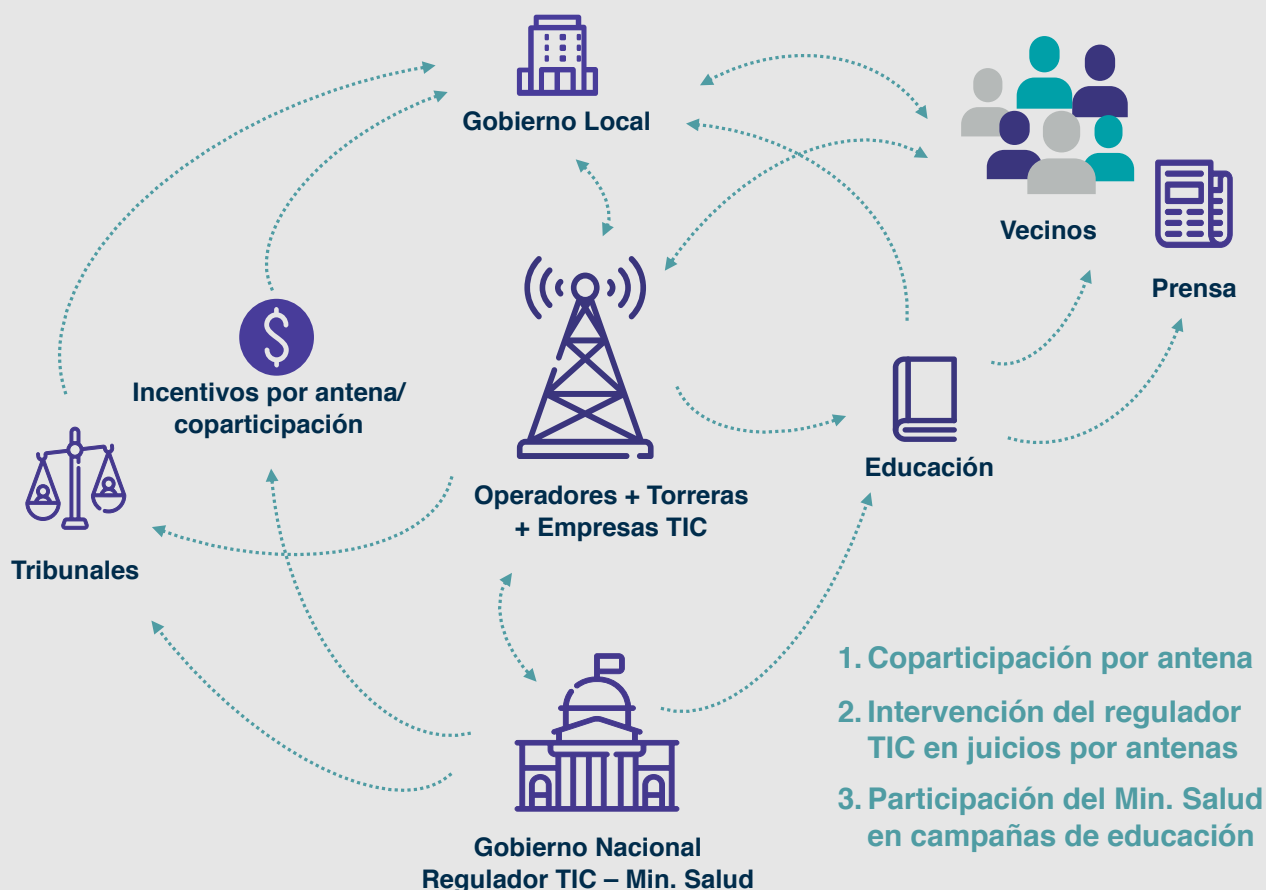 Gobierno Local
Vecinos
Prensa
Incentivos por antena/
coparticipación
Educación
Operadores + Torreras
+ Empresas TIC
Tribunales
1. Coparticipación por antena
2. Intervención del regulador
TIC en juicios por antenas
3. Participación del Min. Salud
en campañas de educación
Gobierno Nacional
Regulador TIC – Min. Salud